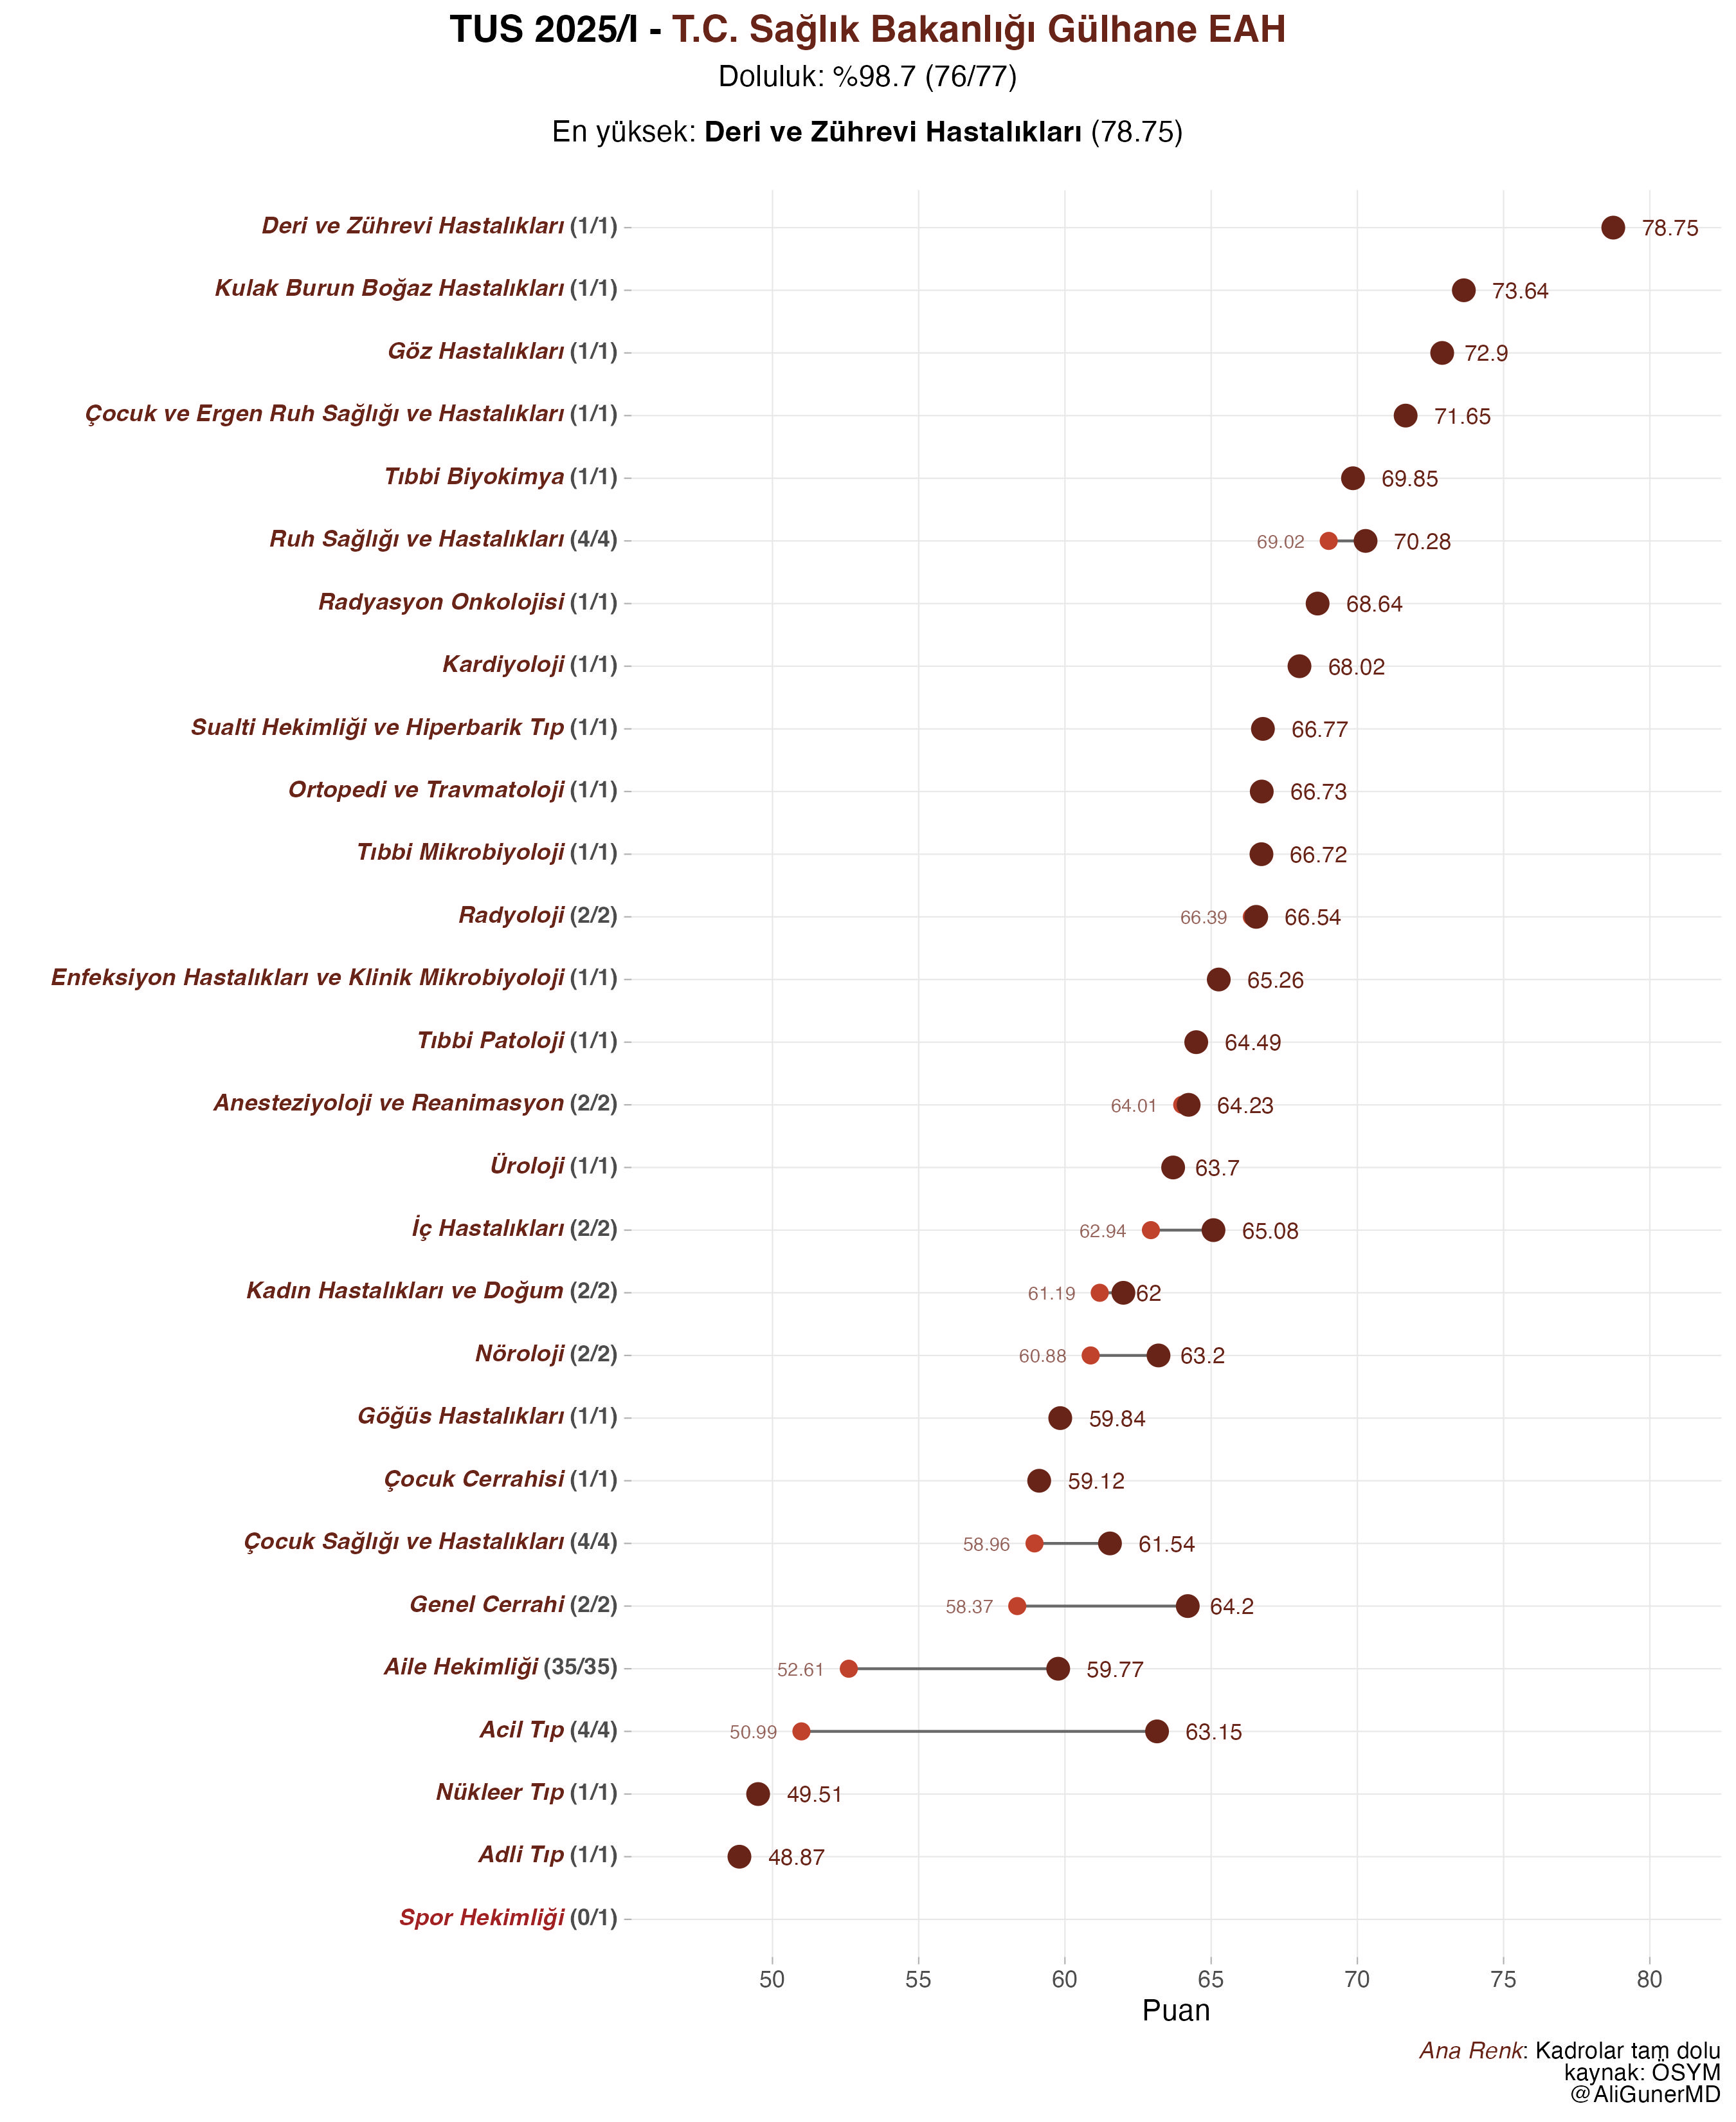 TUS 2025/I - T.C. Sağlık Bakanlığı Gülhane EAH
Doluluk: %98.7 (76/77)
En yüksek: Deri ve Zührevi Hastalıkları (78.75)
Deri ve Zührevi Hastalıkları (1/1) 78.75
Kulak Burun Boğaz Hastalıkları (1/1) 73.64
Göz Hastalıkları (1/1) 72.9
Çocuk ve Ergen Ruh Sağlığı ve Hastalıkları (1/1) 71.65
Tıbbi Biyokimya (1/1) 69.85
Ruh Sağlığı ve Hastalıkları (4/4) 69.02 70.28
Radyasyon Onkolojisi (1/1) 68.64
Kardiyoloji (1/1) 68.02
Sualti Hekimliği ve Hiperbarik Tıp (1/1) 66.77
Ortopedi ve Travmatoloji (1/1) 66.73
Tıbbi Mikrobiyoloji (1/1) 66.72
Radyoloji (2/2) 66.39 66.54
Enfeksiyon Hastalıkları ve Klinik Mikrobiyoloji (1/1) 65.26
Tıbbi Patoloji (1/1) 64.49
Anesteziyoloji ve Reanimasyon (2/2) 64.01 64.23
Üroloji (1/1) 63.7
İç Hastalıkları (2/2) 62.94 65.08
Kadın Hastalıkları ve Doğum (2/2) 61.19 62
Nöroloji (2/2) 60.88 63.2
Göğüs Hastalıkları (1/1) 59.84
Çocuk Cerrahisi (1/1) 59.12
Çocuk Sağlığı ve Hastalıkları (4/4) 58.96 61.54
Genel Cerrahi (2/2) 58.37 64.2
Aile Hekimliği (35/35) 52.61 59.77
Acil Tıp (4/4) 50.99 63.15
Nükleer Tıp (1/1) 49.51
Adli Tıp (1/1) 48.87
Spor Hekimliği (0/1)
50 55 60 65 70 75 80
Puan
Ana Renk: Kadrolar tam dolu
kaynak: ÖSYM
@AliGunerMD